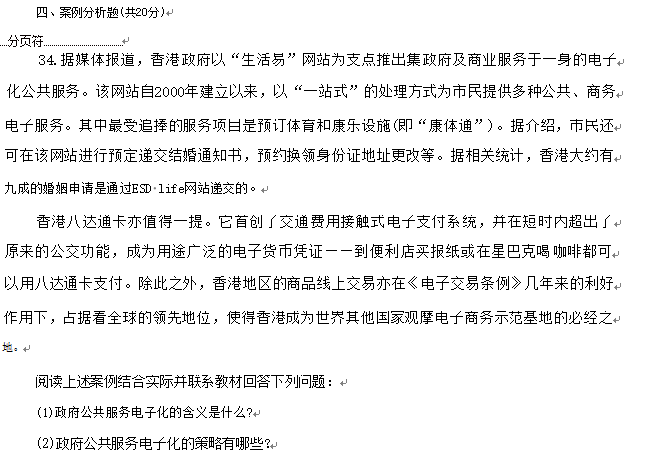 四、案例分析题(共20分)
分页符
34.据媒体报道，香港政府以“生活易”网站为支点推出集政府及商业服务于一身的电子
化公共服务。该网站自2000年建立以来，以“一站式”的处理方式为市民提供多种公共、商务
电子服务。其中最受追捧的服务项目是预订体育和康乐设施(即“康体通”)。据介绍，市民还
可在该网站进行预定递交结婚通知书，预约换领身份证地址更改等。据相关统计，香港大约有
九成的婚姻申请是通过ESD·life网站递交的。
香港八达通卡亦值得一提。它首创了交通费用接触式电子支付系统，并在短时内超出了
原来的公交功能，成为用途广泛的电子货币凭证——到便利店买报纸或在星巴克喝咖啡都可
以用八达通卡支付。除此之外，香港地区的商品线上交易亦在《电子交易条例》几年来的利好
作用下，占据看全球的领先地位，使得香港成为世界其他国家观摩电子商务示范基地的必经之
地。
阅读上述案例结合实际并联系教材回答下列问题：
(1)政府公共服务电子化的含义是什么?
(2)政府公共服务电子化的策略有哪些?